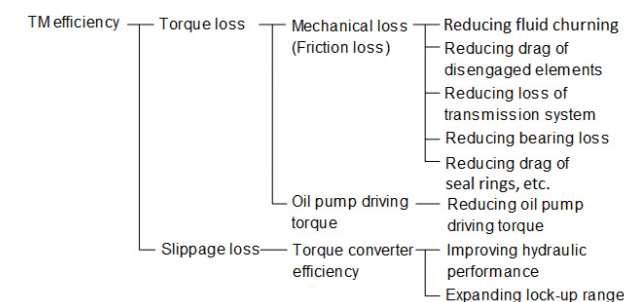 TM efficiency
Torque loss
Mechanical loss
(Friction loss)
Reducing fluid churning
Reducing drag of
disengaged elements
Reducing loss of
transmission system
Reducing bearing loss
Reducing drag of
seal rings, etc.
Oil pump driving
torque
Reducing oil pump
driving torque
Slippage loss
Torque converter
efficiency
Improving hydraulic
performance
Expanding lock-up range